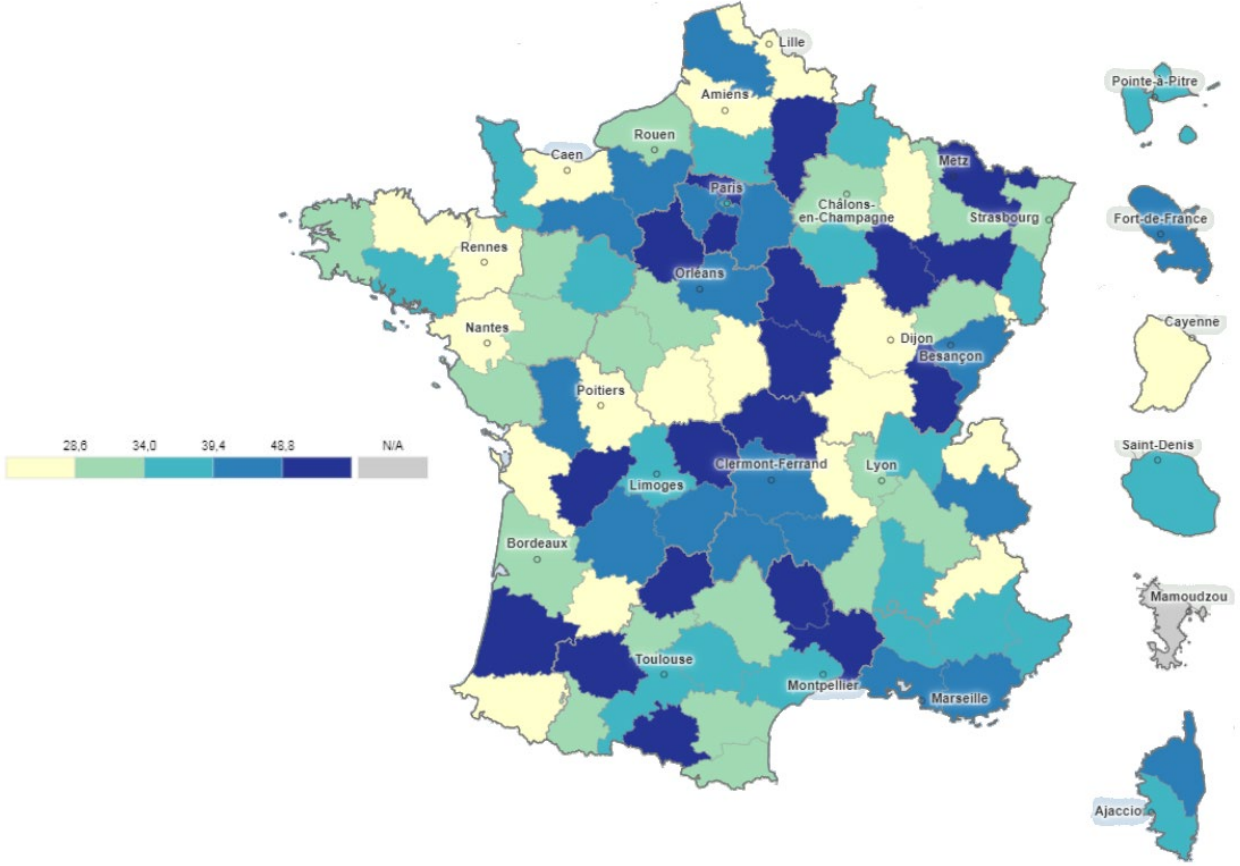 Lille
Pointe-à-Pitre
Amiens
Rouen
Caen
Metz
Paris
Châlons-
en-Champagne
Strasbourg
Fort-de-France
Rennes
Orléans
Nantes
Dijon
Besançon
Cayenne
Poitiers
28,6 34,0 39,4 48,8 N/A
Saint-Denis
Clermont-Ferrand
Lyon
Limoges
Bordeaux
Mamoudzou
Toulouse
Montpellier
Marseille
Ajaccio